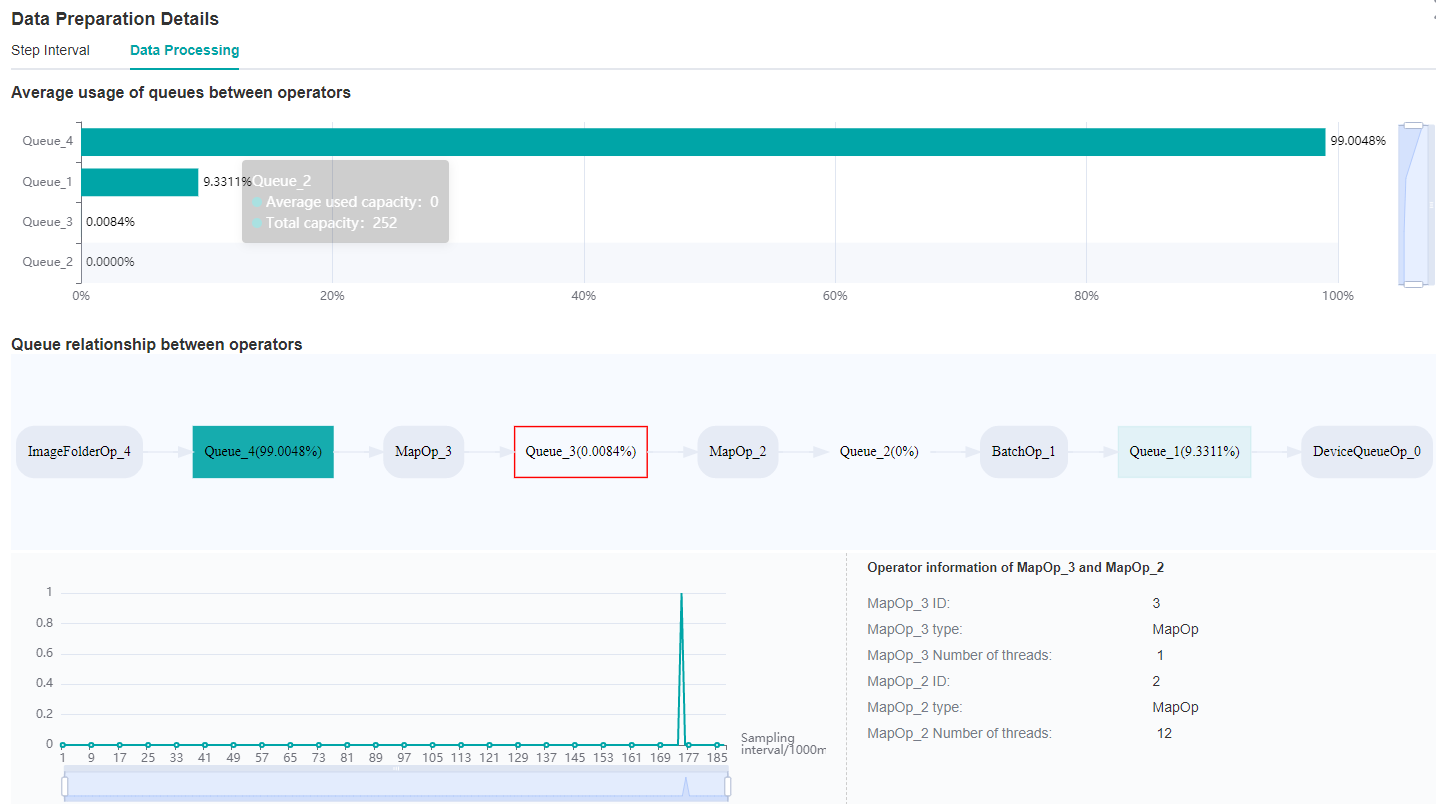 Data Preparation Details
Step Interval Data Processing
Average usage of queues between operators
Queue_4 99.0048%
Queue_1 9.3311%
Queue_3 0.0084%
Queue_2 0.0000%
Queue_2
Average used capacity: 0
Total capacity: 252
0% 20% 40% 60% 80% 100%
Queue relationship between operators
ImageFolderOp_4 Queue_4(99.0048%) MapOp_3 Queue_3(0.0084%) MapOp_2 Queue_2(0%) BatchOp_1 Queue_1(9.3311%) DeviceQueueOp_0
1
0.8
0.6
0.4
0.2
0
1 9 17 25 33 41 49 57 65 73 81 89 97 105 113 121 129 137 145 153 161 169 177 185
Sampling
interval/1000m
Operator information of MapOp_3 and MapOp_2
MapOp_3 ID: 3
MapOp_3 type: MapOp
MapOp_3 Number of threads: 1
MapOp_2 ID: 2
MapOp_2 type: MapOp
MapOp_2 Number of threads: 12